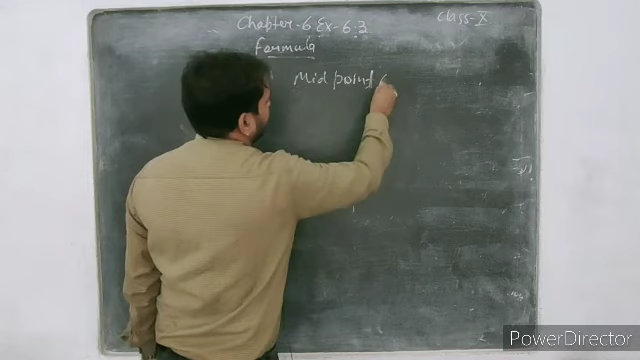 Chapter-6 Ex-6.3
Class-X
Formula
Mid point
PowerDirector